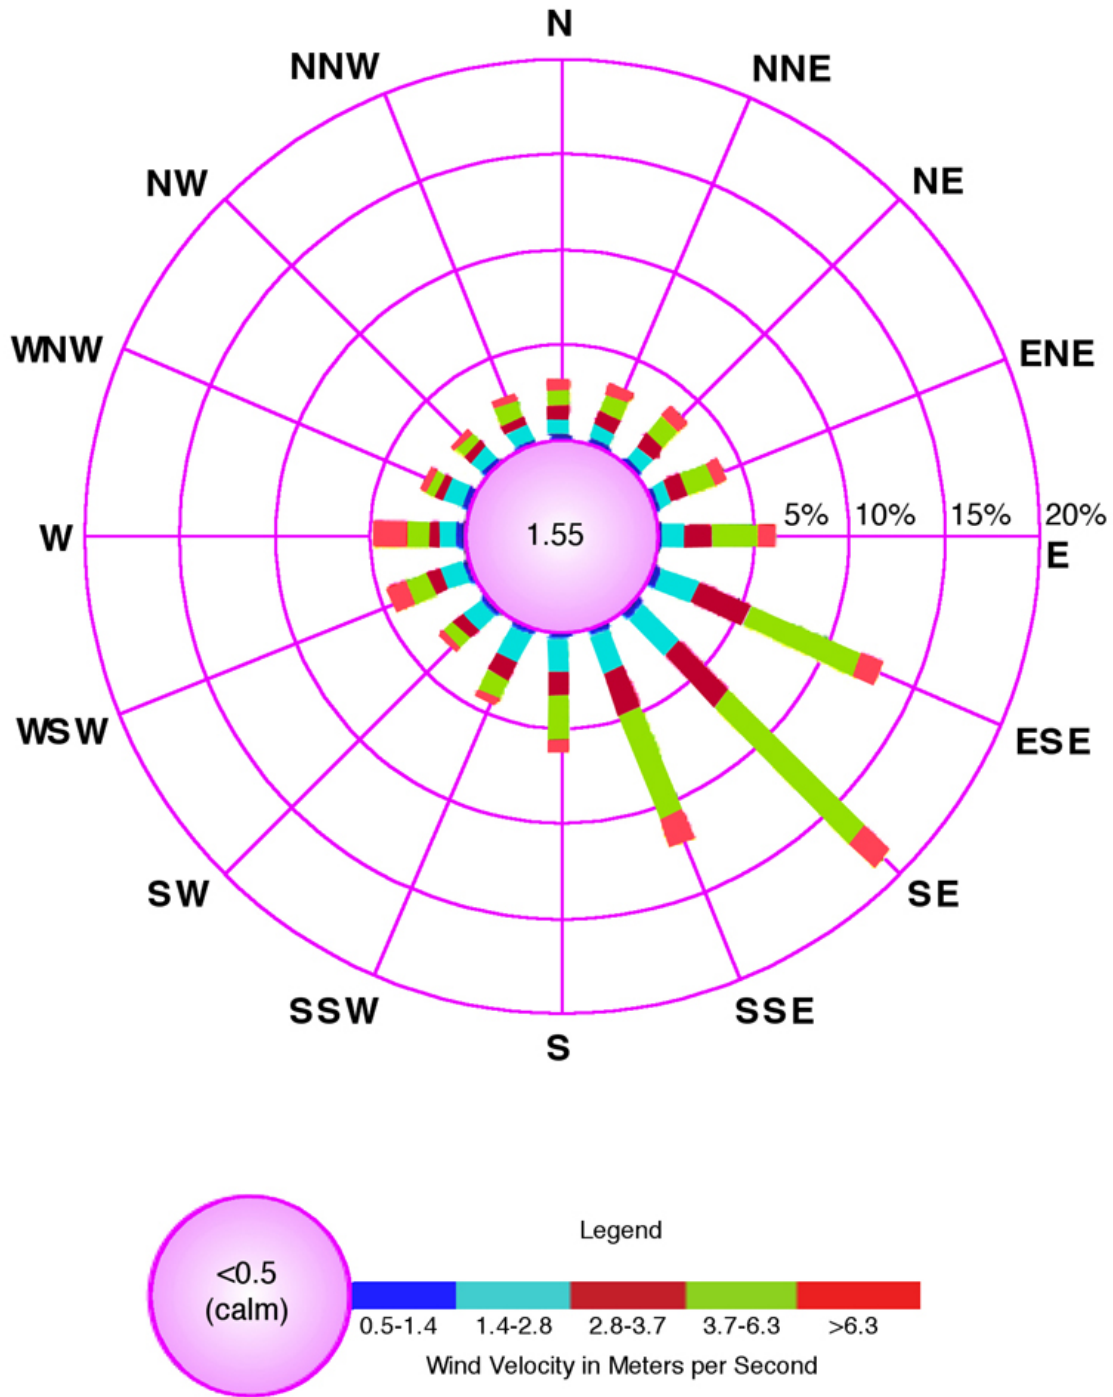 N
NNW
NNE
NW
NE
WNW
ENE
5% 10% 15% 20%
W
1.55
E
WSW
ESE
SW
SE
SSW
SSE
S
Legend
<0.5
(calm)
0.5-1.4 1.4-2.8 2.8-3.7 3.7-6.3 >6.3
Wind Velocity in Meters per Second